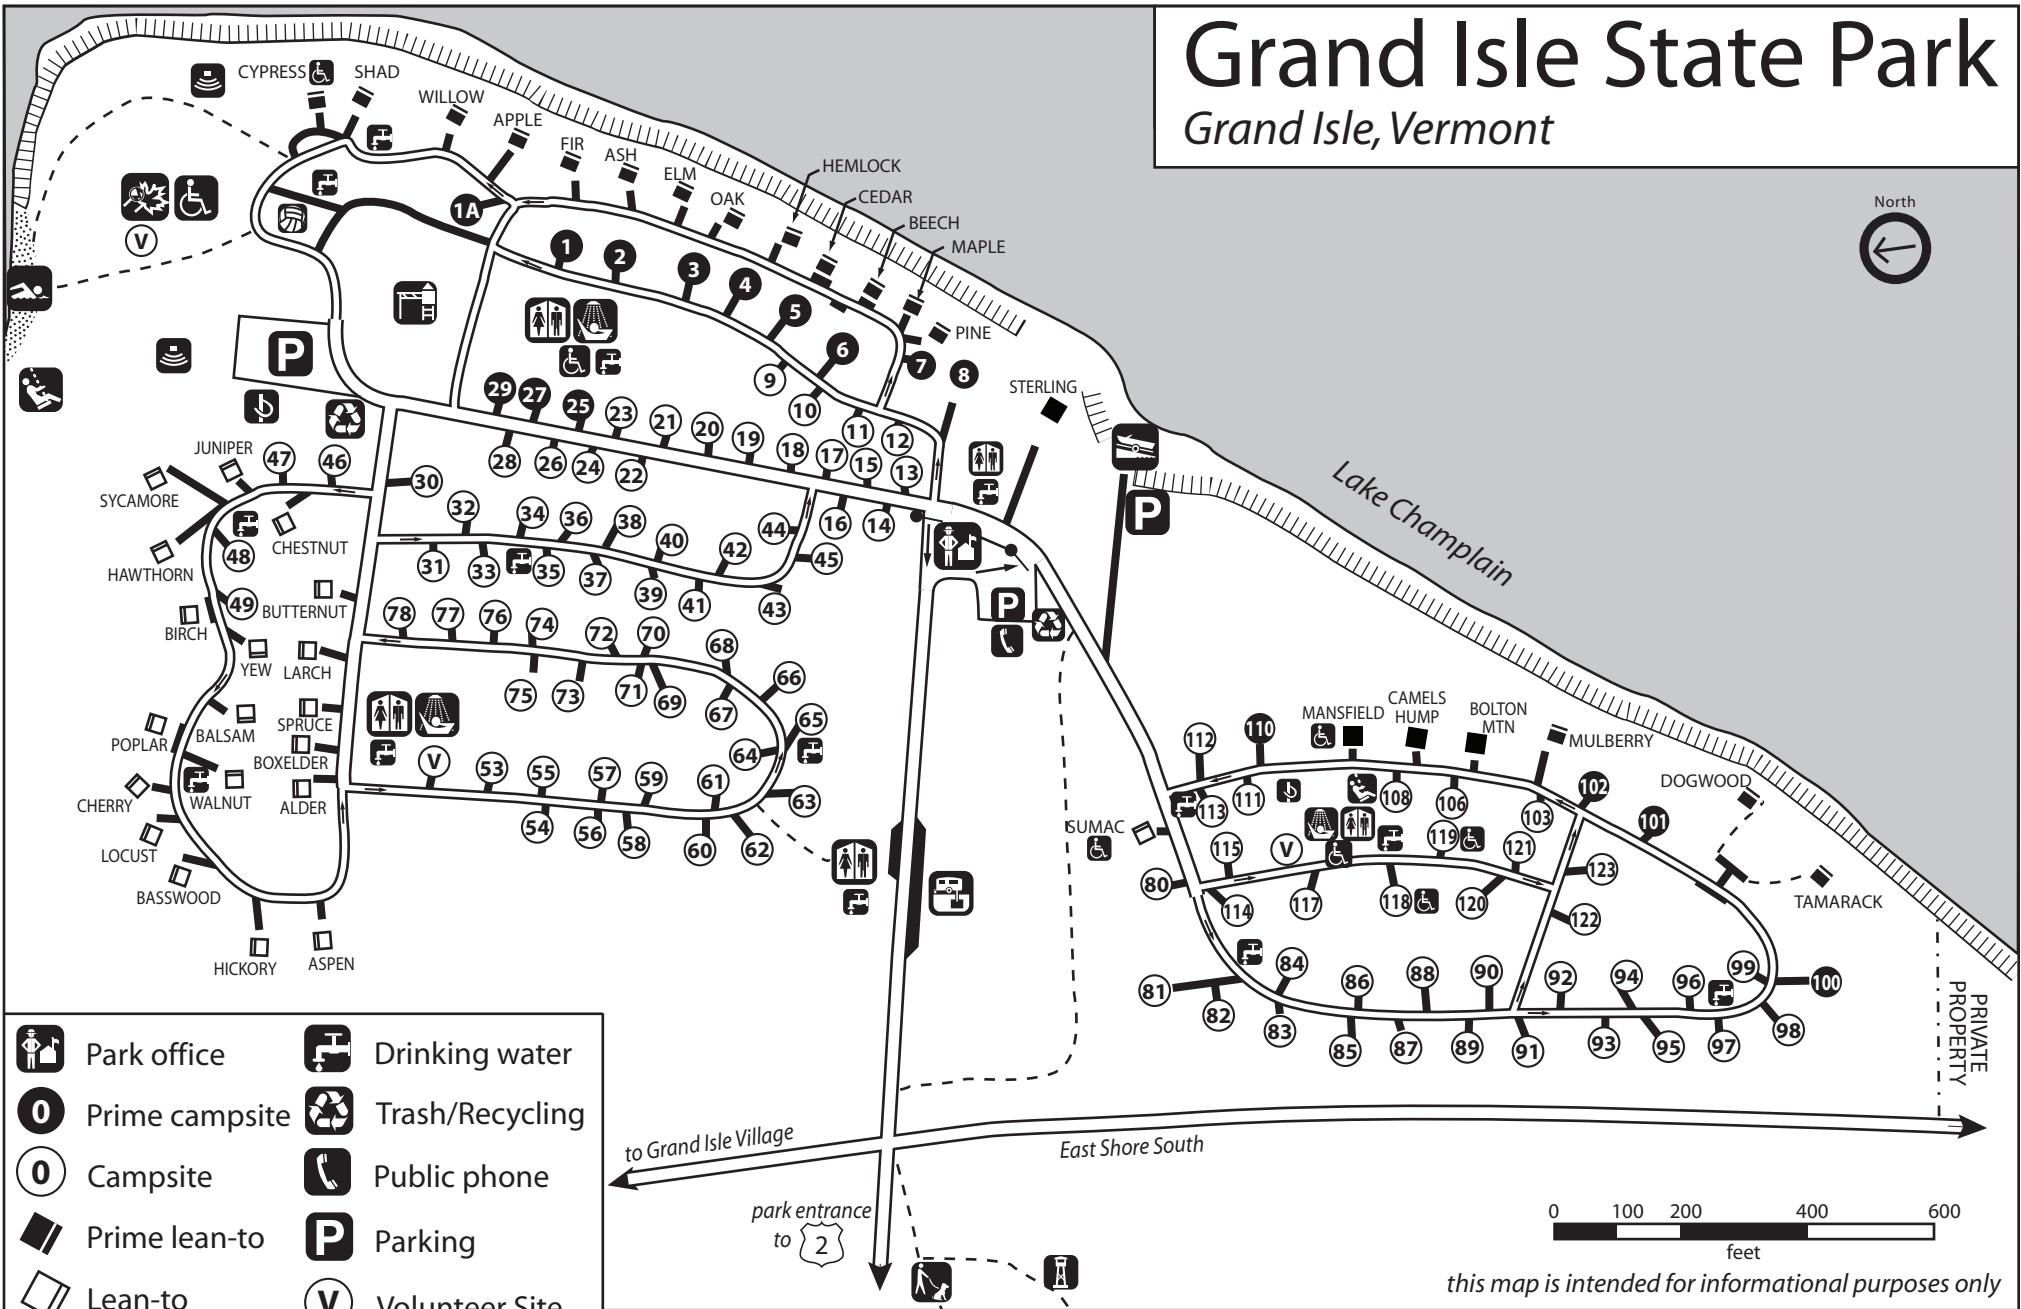 Grand Isle State Park
Grand Isle, Vermont
North
CYPRESS
SHAD
WILLOW
APPLE
FIR
ASH
ELM
OAK
HEMLOCK
CEDAR
BEECH
MAPLE
PINE
STERLING
V
1A
1
2
3
4
5
6
7
8
9
10
11
12
13
P
29
27
25
23
21
20
19
18
17
15
28
26
24
22
16
14
JUNIPER
47
46
30
SYCAMORE
HAWTHORN
48
CHESTNUT
32
34
36
38
40
42
44
45
31
33
35
37
39
41
43
P
Lake Champlain
49
BUTTERNUT
BIRCH
YEW
LARCH
78
77
76
74
72
70
68
66
65
75
73
71
69
67
64
P
POPLAR
BALSAM
SPRUCE
BOXELDER
CHERRY
WALNUT
ALDER
LOCUST
BASSWOOD
HICKORY
ASPEN
V
53
55
57
59
61
63
54
56
58
60
62
MANSFIELD
CAMELS
HUMP
BOLTON
MTN
MULBERRY
DOGWOOD
TAMARACK
SUMAC
112
110
113
111
108
106
103
102
101
115
V
119
121
123
80
114
117
118
120
122
81
82
84
83
86
88
90
92
94
96
99
100
85
87
89
91
93
95
97
98
PRIVATE
PROPERTY
Park office
Drinking water
0
Prime campsite
Trash/Recycling
0
Campsite
Public phone
Prime lean-to
P
Parking
Lean-to
V
Volunteer Site
to Grand Isle Village
East Shore South
park entrance
to
2
0 100 200 400 600
feet
this map is intended for informational purposes only